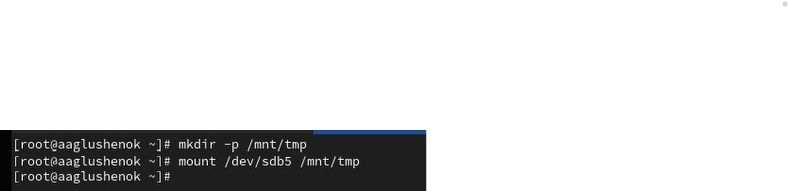 [root@aaglushenok ~]# mkdir -p /mnt/tmp
[root@aaglushenok ~]# mount /dev/sdb5 /mnt/tmp
[root@aaglushenok ~]#